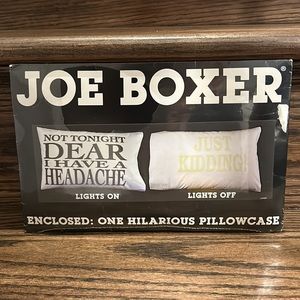 JOE BOXER®
NOT TONIGHT
DEAR
I HAVE A
HEADACHE
JUST
KIDDING!
LIGHTS ON
LIGHTS OFF
ENCLOSED: ONE HILARIOUS PILLOWCASE